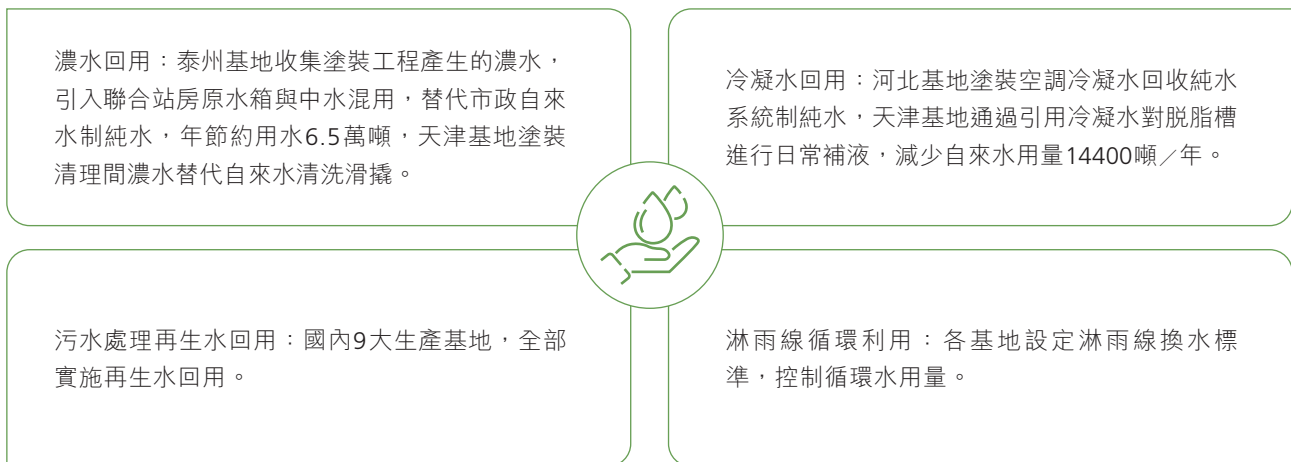 濃水回用：泰州基地收集塗裝工程產生的濃水，
引入聯合站房原水箱與中水混用，替代市政自來
水制純水，年節約用水6.5萬噸，天津基地塗裝
清理間濃水替代自來水清洗滑撬。
冷凝水回用：河北基地塗裝空調冷凝水回收純水
系統制純水，天津基地通過引用冷凝水對脱脂槽
進行日常補液，減少自來水用量14400噸／年。
污水處理再生水回用：國內9大生產基地，全部
實施再生水回用。
淋雨線循環利用：各基地設定淋雨線換水標
準，控制循環水用量。